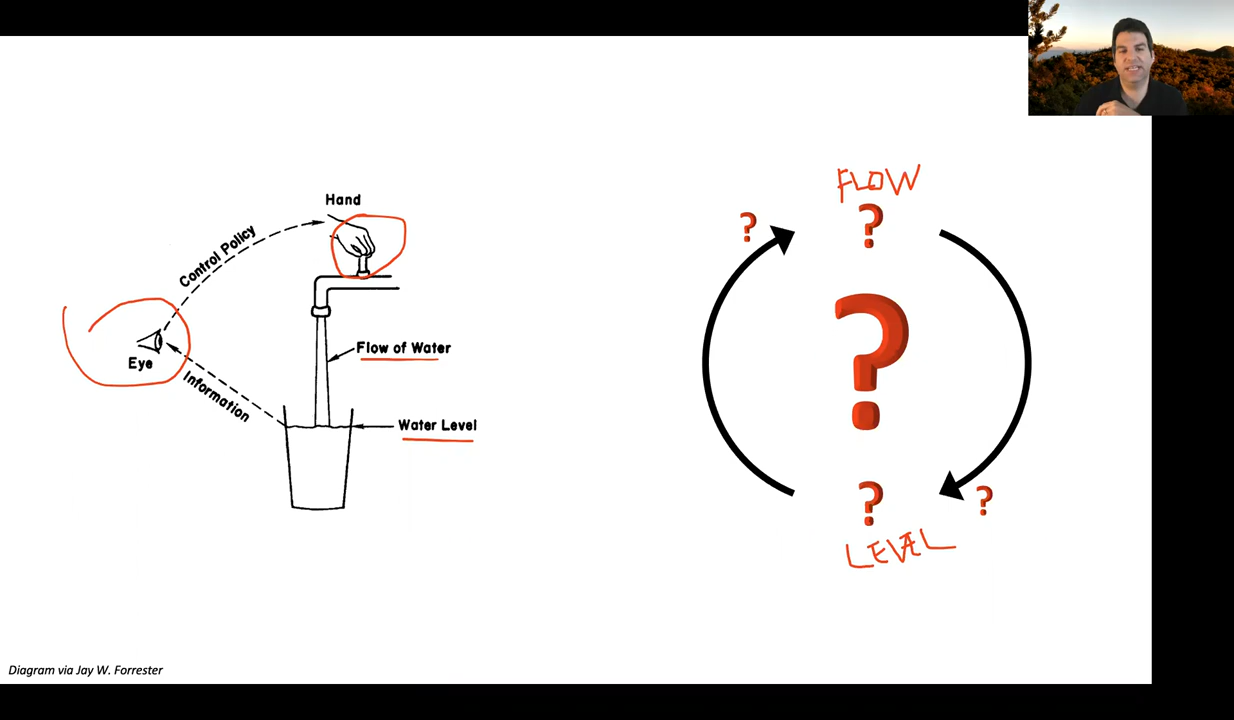 Hand
Control Policy
Eye
Information
Flow of Water
Water Level
FLOW
?
?
?
?
?
LEVEL
Diagram via Jay W. Forrester